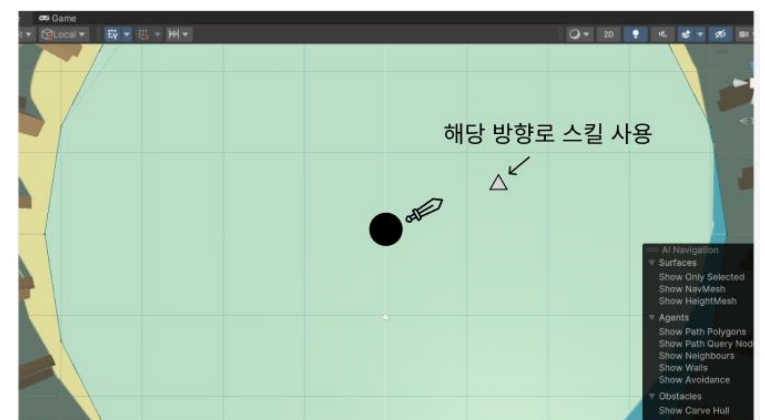 Game
Local
2D
해당 방향로 스킬 사용
AI Navigation
Surfaces
Show Only Selected
Show NavMesh
Show HeightMesh
Agents
Show Path Polygons
Show Path Query Nod
Show Neighbours
Show Walls
Show Avoidance
Obstacles
Show Carve Hull